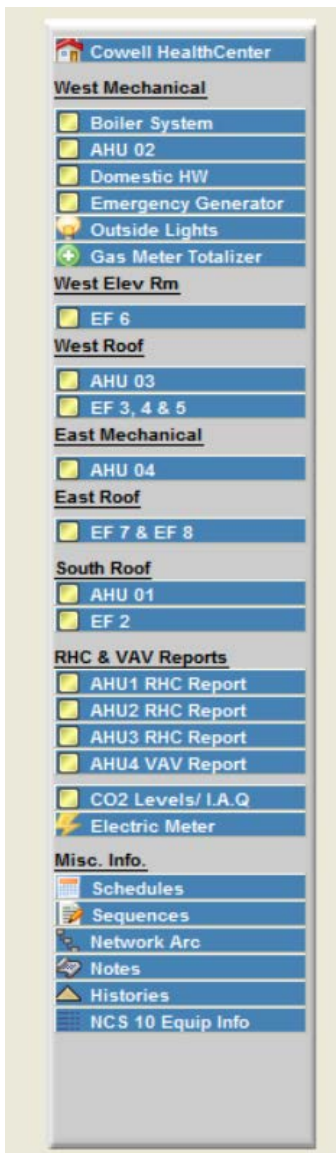 Cowell HealthCenter
West Mechanical
Boiler System
AHU 02
Domestic HW
Emergency Generator
Outside Lights
Gas Meter Totalizer
West Elev Rm
EF 6
West Roof
AHU 03
EF 3, 4 & 5
East Mechanical
AHU 04
East Roof
EF 7 & EF 8
South Roof
AHU 01
EF 2
RHC & VAV Reports
AHU1 RHC Report
AHU2 RHC Report
AHU3 RHC Report
AHU4 VAV Report
CO2 Levels/ I.A.Q
Electric Meter
Misc. Info.
Schedules
Sequences
Network Arc
Notes
Histories
NCS 10 Equip Info